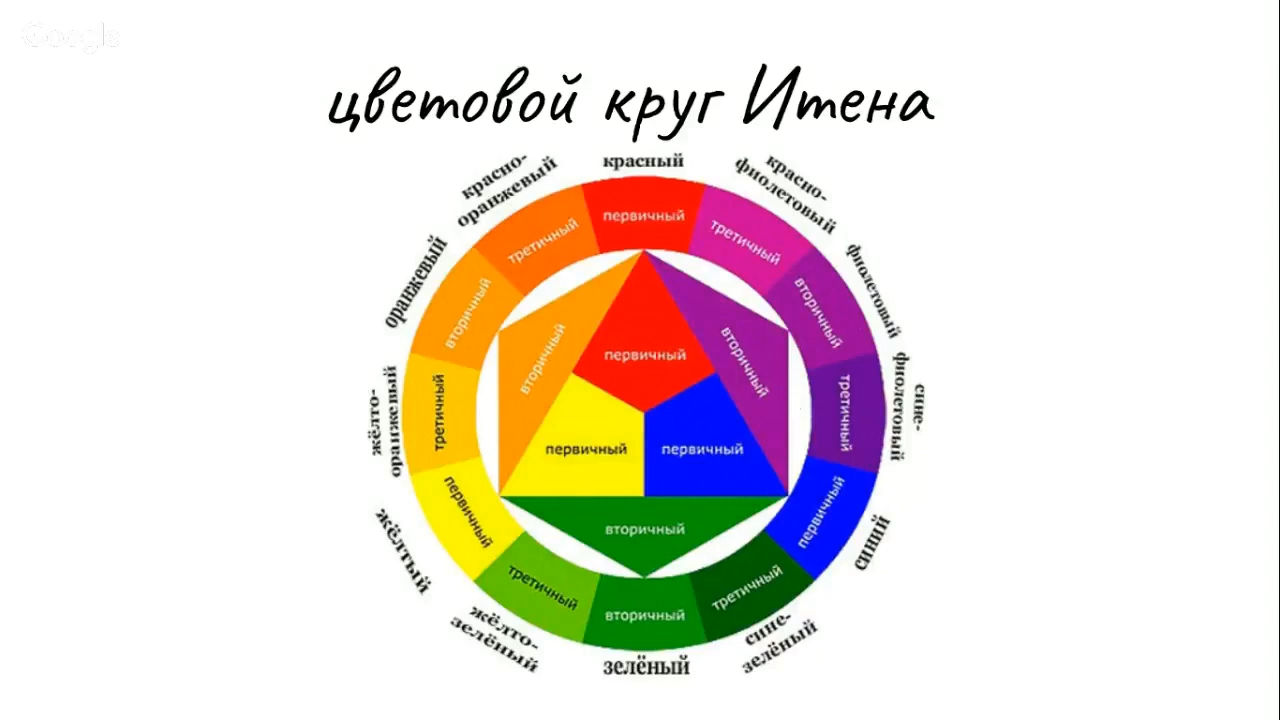 Google
цветовой круг Итена
красный
красно-
фиолетовый
фиолетовый
сине-
фиолетовый
синий
сине-
зелёный
зелёный
жёлто-
зелёный
жёлтый
жёлто-
оранжевый
оранжевый
красно-
оранжевый
первичный
третичный
вторичный
третичный
первичный
третичный
вторичный
третичный
первичный
третичный
вторичный
третичный
вторичный
первичный
вторичный
первичный
первичный
вторичный